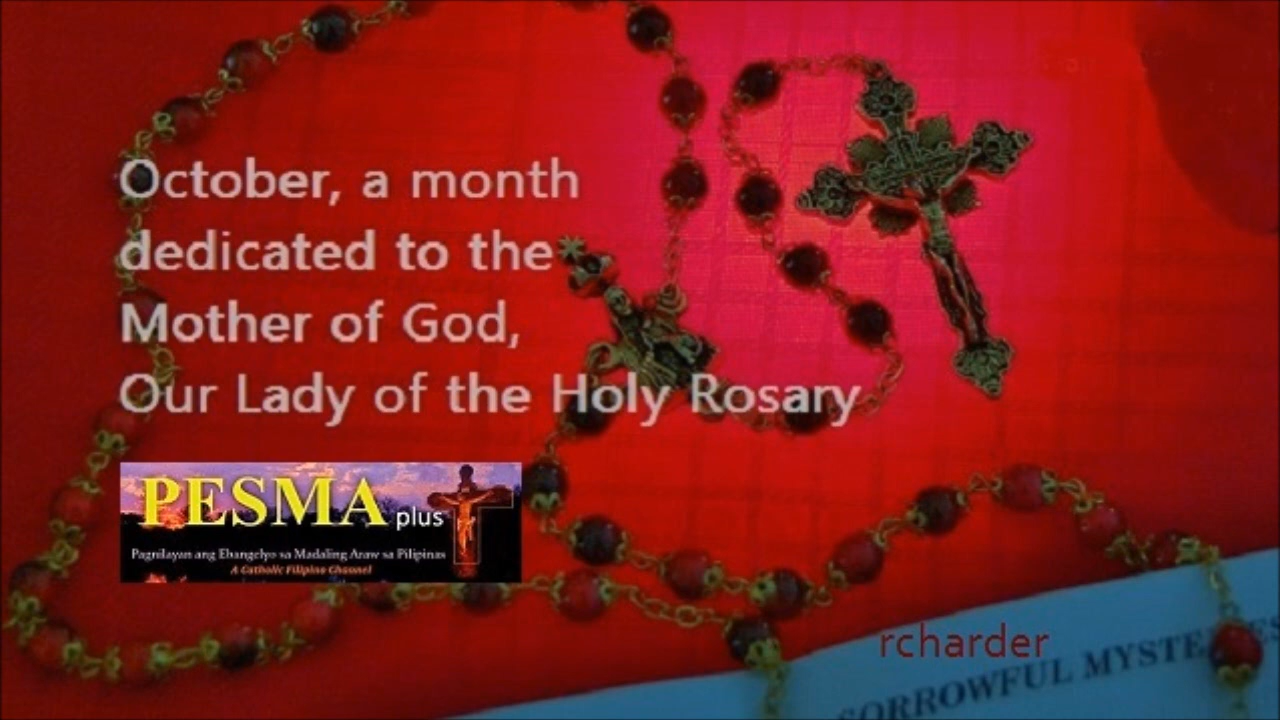 October, a month
dedicated to the
Mother of God,
Our Lady of the Holy Rosary
PESMA plus
Pagnilayan ang Ebangelyo sa Madaling Araw sa Pilipinas
A Catholic Filipino Channel
rcharder
SORROWFUL MYSTERIES